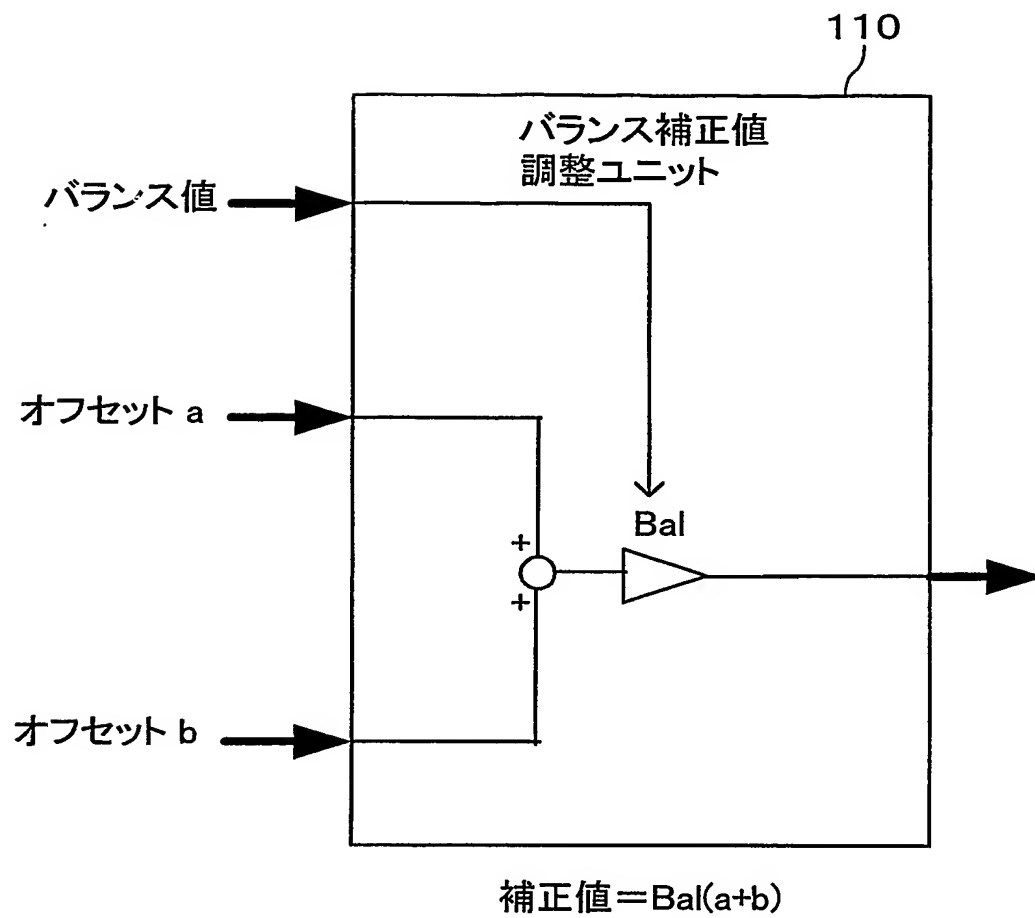 110
バランス補正値
調整ユニット
バランス値
オフセット a
Bal
+
+
オフセット b
補正値＝Bal(a+b)